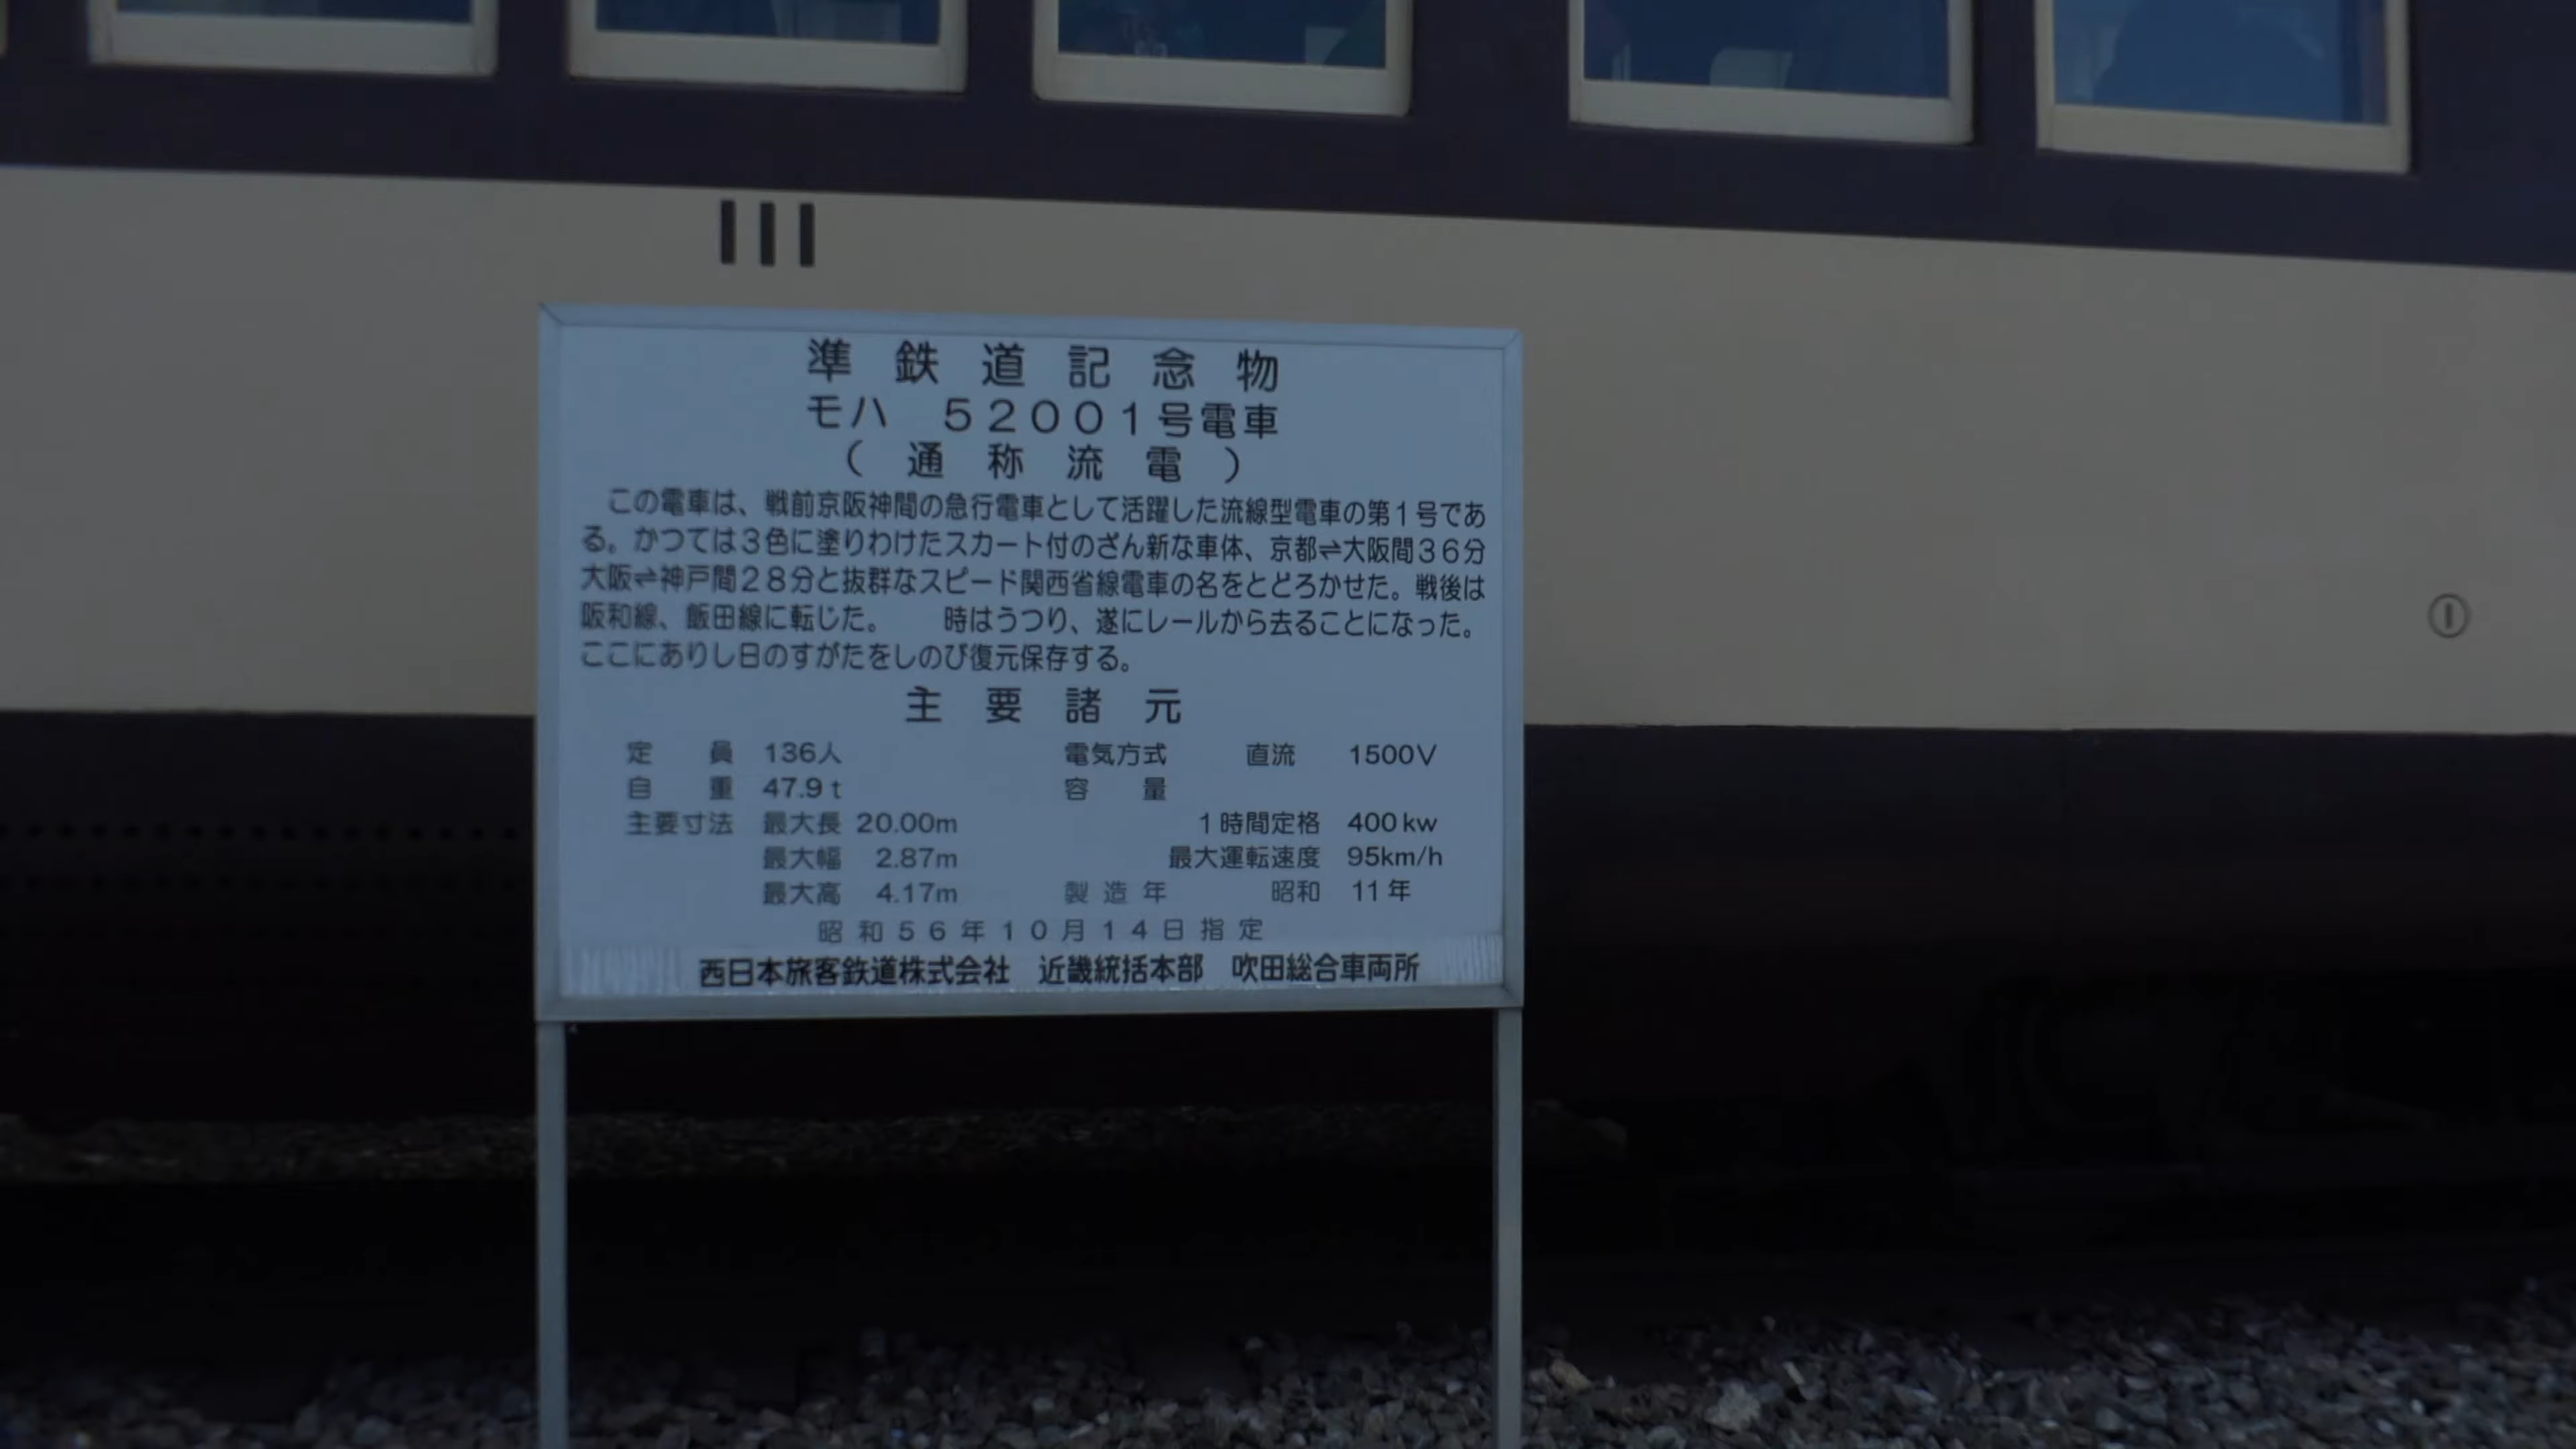 III
準鉄道記念物
モハ 52001号電車
(通称流電)
この電車は、戦前京阪神間の急行電車として活躍した流線型電車の第1号であ
る。かつては3色に塗りわけたスカート付のざん新な車体、京都⇌大阪間36分
大阪⇌神戸間28分と抜群なスピード関西省線電車の名をとどろかせた。戦後は
阪和線、飯田線に転じた。 時はうつり、遂にレールから去ることになった。
ここにありし日のすがたをしのび復元保存する。
主要諸元
定員 136人 電気方式 直流 1500V
自重 47.9t 容量
主要寸法 最大長 20.00m 1時間定格 400kw
最大幅 2.87m 最大運転速度 95km/h
最大高 4.17m 製造年 昭和 11年
昭和56年10月14日指定
西日本旅客鉄道株式会社 近畿統括本部 吹田総合車両所
①